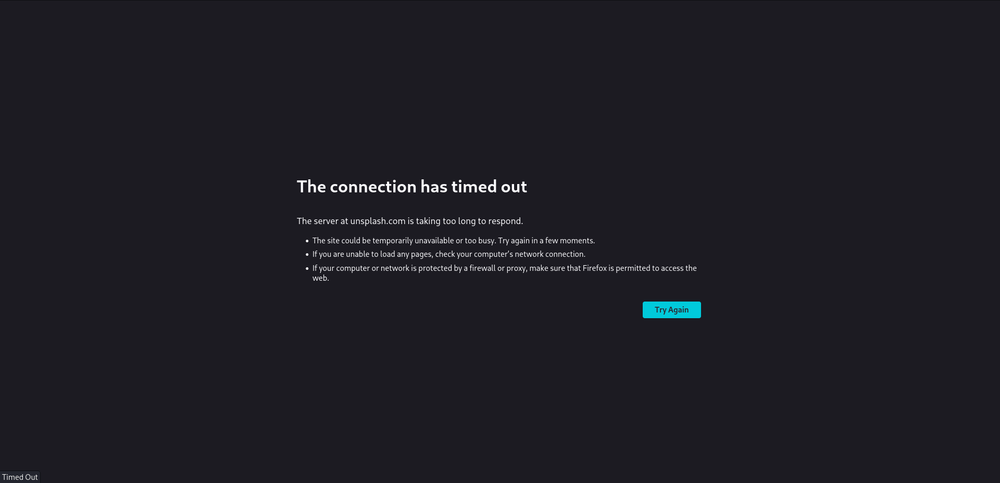 The connection has timed out
The server at unsplash.com is taking too long to respond.
• The site could be temporarily unavailable or too busy. Try again in a few moments.
• If you are unable to load any pages, check your computer’s network connection.
• If your computer or network is protected by a firewall or proxy, make sure that Firefox is permitted to access the
web.
Try Again
Timed Out